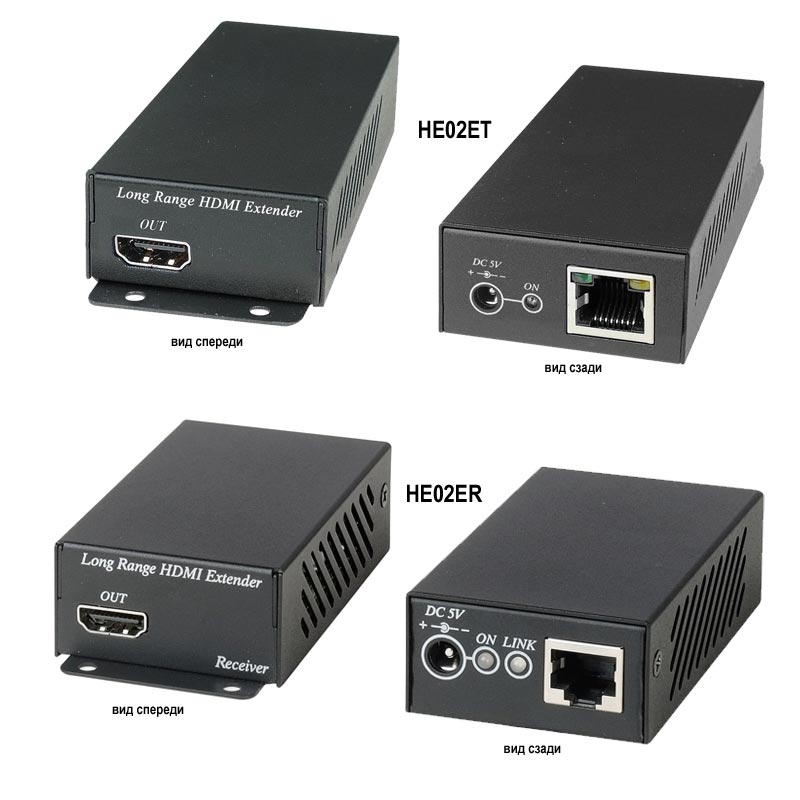 HE02ET
Long Range HDMI Extender
OUT
вид спереди
DC 5V
+ -
ON
вид сзади
HE02ER
Long Range HDMI Extender
OUT
Receiver
вид спереди
DC 5V
+ -
ON LINK
вид сзади